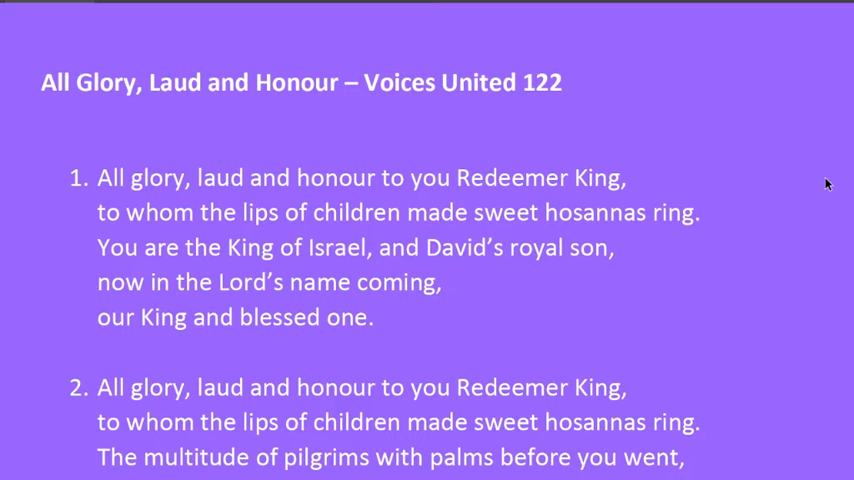 All Glory, Laud and Honour – Voices United 122
1. All glory, laud and honour to you Redeemer King,
to whom the lips of children made sweet hosannas ring.
You are the King of Israel, and David’s royal son,
now in the Lord’s name coming,
our King and blessed one.
2. All glory, laud and honour to you Redeemer King,
to whom the lips of children made sweet hosannas ring.
The multitude of pilgrims with palms before you went,